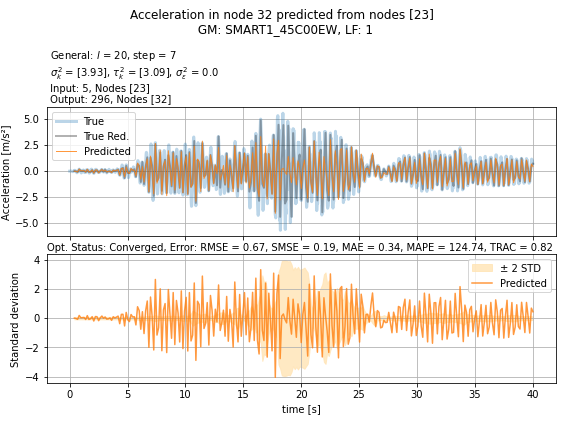 Acceleration in node 32 predicted from nodes [23]
GM: SMART1_45C00EW, LF: 1
General: l = 20, step = 7
σ²ₖ = [3.93], τ²ₖ = [3.09], σ²ε = 0.0
Input: 5, Nodes [23]
Output: 296, Nodes [32]
Acceleration [m/s²]
5.0
2.5
0.0
−2.5
−5.0
True
True Red.
Predicted
Opt. Status: Converged, Error: RMSE = 0.67, SMSE = 0.19, MAE = 0.34, MAPE = 124.74, TRAC = 0.82
Standard deviation
4
2
0
−2
−4
± 2 STD
Predicted
0 5 10 15 20 25 30 35 40
time [s]